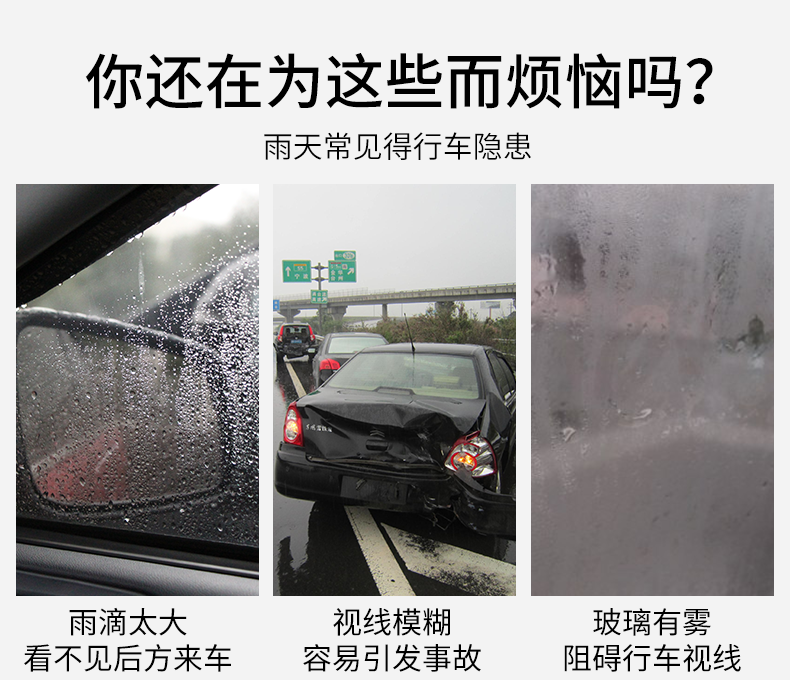 你还在为这些而烦恼吗?
雨天常见得行车隐患
雨滴太大
看不见后方来车
视线模糊
容易引发事故
玻璃有雾
阻碍行车视线